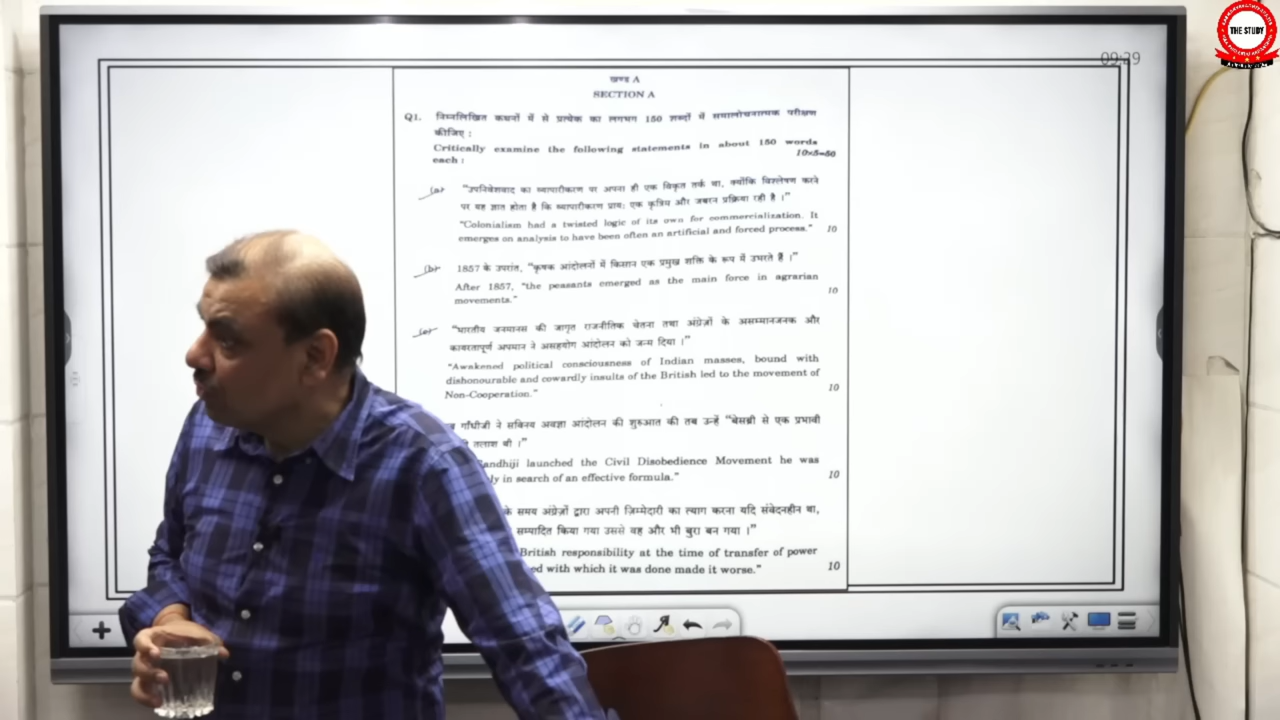 THE STUDY
09:29
खण्ड A
SECTION A
Q1. निम्नलिखित कथनों में से प्रत्येक का लगभग 150 शब्दों में समालोचनात्मक परीक्षण
कीजिए :
Critically examine the following statements in about 150 words
each : 10x5=50
(a) "उपनिवेशवाद का व्यापारीकरण पर अपना ही एक विकृत तर्क था, क्योंकि विश्लेषण करने
पर यह ज्ञात होता है कि व्यापारीकरण प्रायः एक कृत्रिम और जबरन प्रक्रिया रही है ।"
"Colonialism had a twisted logic of its own for commercialization. It
emerges on analysis to have been often an artificial and forced process." 10
(b) 1857 के उपरांत, "कृषक आंदोलनों में किसान एक प्रमुख शक्ति के रूप में उभरते हैं ।"
After 1857, "the peasants emerged as the main force in agrarian
movements." 10
(c) "भारतीय जनमानस की जागृत राजनीतिक चेतना तथा अंग्रेज़ों के असम्मानजनक और
कायरतापूर्ण अपमान ने असहयोग आंदोलन को जन्म दिया ।"
"Awakened political consciousness of Indian masses, bound with
dishonourable and cowardly insults of the British led to the movement of
Non-Cooperation." 10
गाँधीजी ने सविनय अवज्ञा आंदोलन की शुरुआत की तब उन्हें "बेसब्री से एक प्रभावी
तलाश थी ।"
andhiji launched the Civil Disobedience Movement he was
ly in search of an effective formula." 10
के समय अंग्रेज़ों द्वारा अपनी ज़िम्मेदारी का त्याग करना यदि संवेदनहीन था,
सम्पादित किया गया उससे वह और भी बुरा बन गया ।"
British responsibility at the time of transfer of power
ed with which it was done made it worse." 10